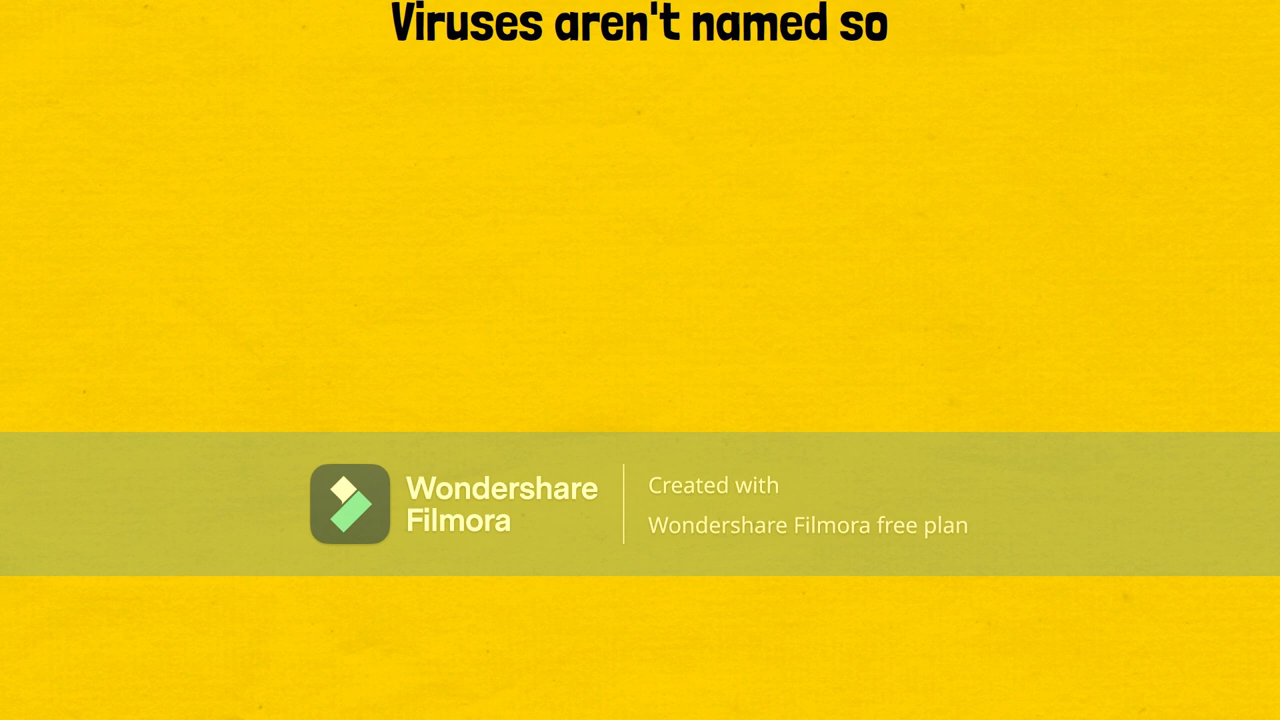 Viruses aren't named so
Wondershare
Filmora
Created with
Wondershare Filmora free plan